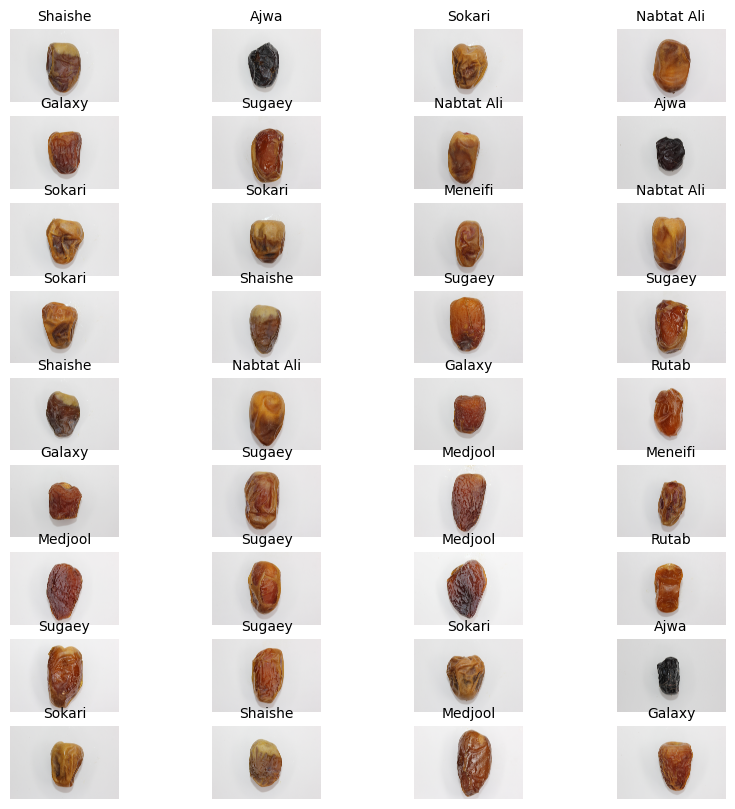 Shaishe Ajwa Sokari Nabtat Ali
Galaxy Sugaey Nabtat Ali Ajwa
Sokari Sokari Meneifi Nabtat Ali
Sokari Shaishe Sugaey Sugaey
Shaishe Nabtat Ali Galaxy Rutab
Galaxy Sugaey Medjool Meneifi
Medjool Sugaey Medjool Rutab
Sugaey Sugaey Sokari Ajwa
Sokari Shaishe Medjool Galaxy